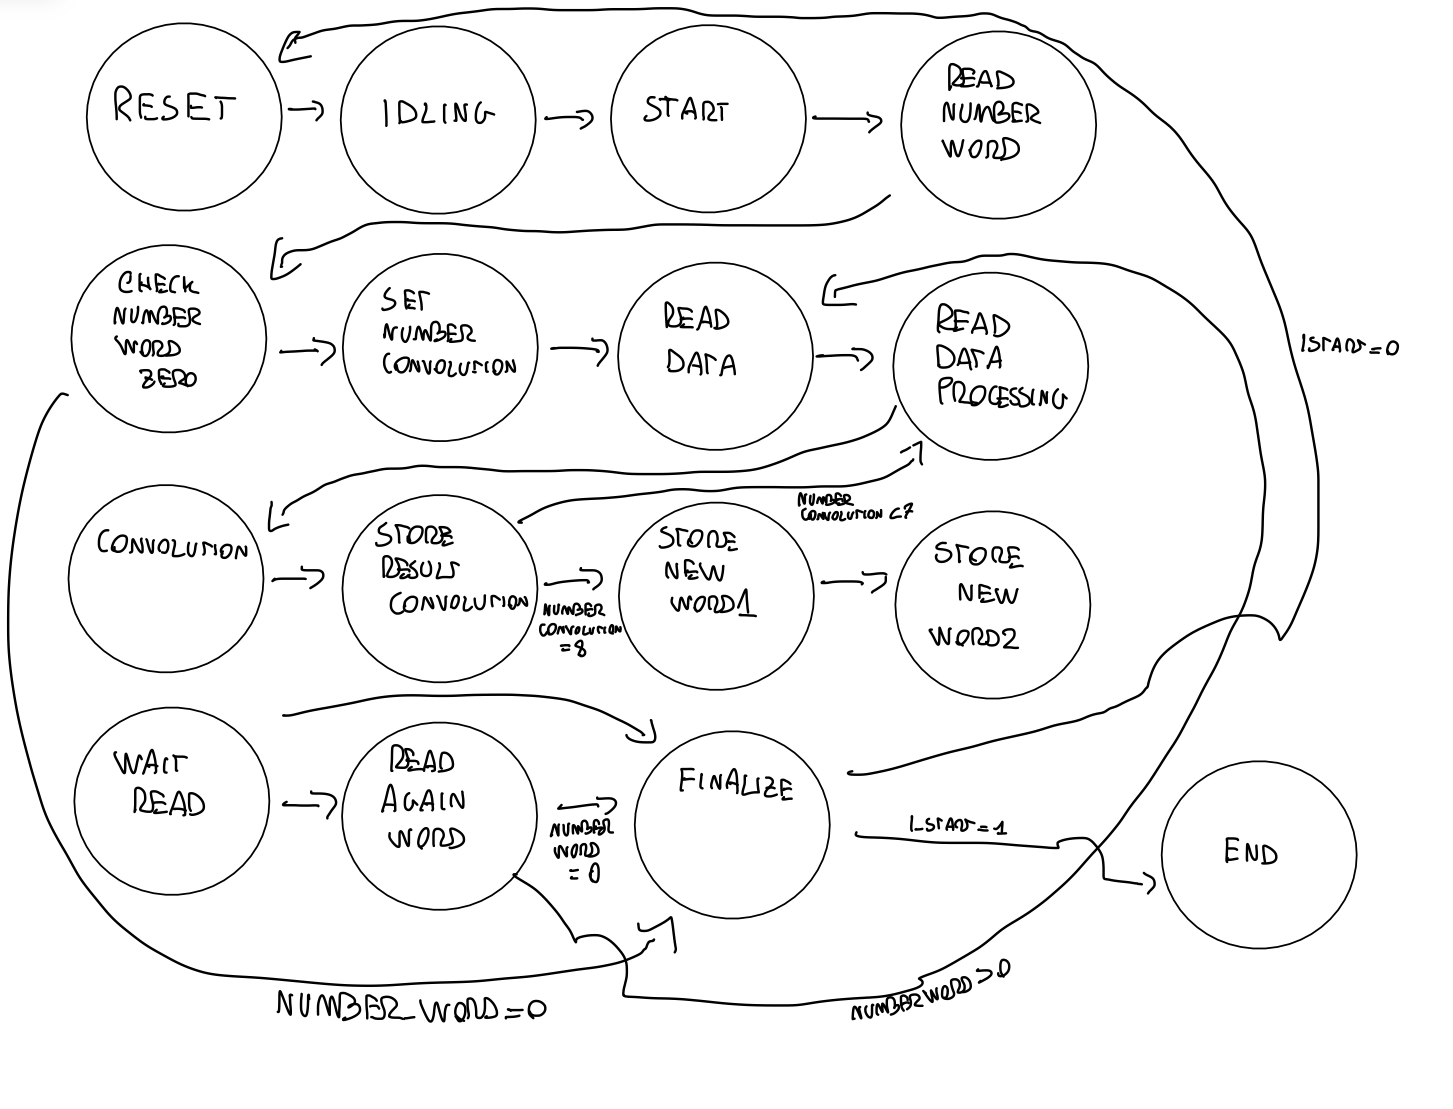 RESET
IDLING
START
READ
NUMBER
WORD
CHECK
NUMBER
WORD
ZERO
SET
NUMBER
CONVOLUTION
READ
DATA
READ
DATA
PROCESSING
ISTART=0
CONVOLUTION
STORE
RESULT
CONVOLUTION
NUMBER
CONVOLUTION
=8
STORE
NEW
WORD1
NUMBER
CONVOLUTION <7
STORE
NEW
WORD2
WAIT
READ
READ
AGAIN
WORD
NUMBER
WORD
=0
FINALIZE
I_START=1
END
NUMBER_WORD=0
NUMBER WORD >0